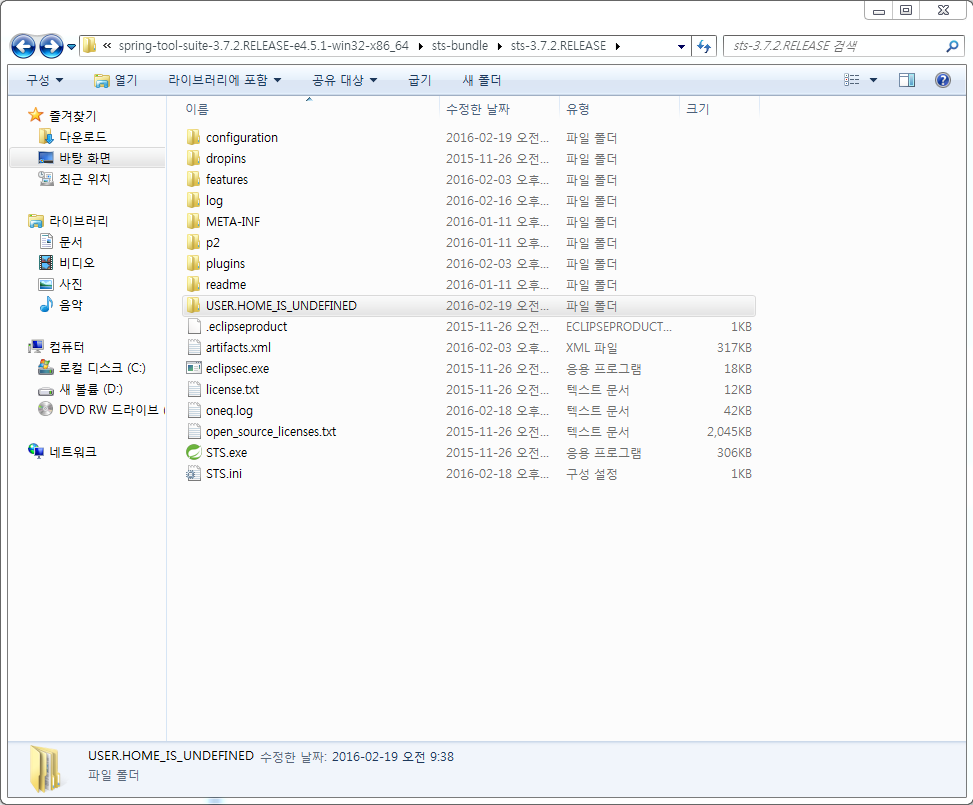 « spring-tool-suite-3.7.2.RELEASE-e4.5.1-win32-x86_64 ▸ sts-bundle ▸ sts-3.7.2.RELEASE ▸ sts-3.7.2.RELEASE 검색
구성 열기 라이브러리에 포함 공유 대상 굽기 새 폴더
즐겨찾기
다운로드
바탕 화면
최근 위치
라이브러리
문서
비디오
사진
음악
컴퓨터
로컬 디스크 (C:)
새 볼륨 (D:)
DVD RW 드라이브 (
네트워크
이름 수정한 날짜 유형 크기
configuration 2016-02-19 오전... 파일 폴더
dropins 2015-11-26 오전... 파일 폴더
features 2016-02-03 오후... 파일 폴더
log 2016-02-16 오전... 파일 폴더
META-INF 2016-01-11 오후... 파일 폴더
p2 2016-01-11 오후... 파일 폴더
plugins 2016-02-03 오후... 파일 폴더
readme 2016-01-11 오후... 파일 폴더
USER.HOME_IS_UNDEFINED 2016-02-19 오전... 파일 폴더
.eclipseproduct 2015-11-26 오전... ECLIPSEPRODUCT... 1KB
artifacts.xml 2016-02-03 오후... XML 파일 317KB
eclipsec.exe 2015-11-26 오전... 응용 프로그램 18KB
license.txt 2015-11-26 오전... 텍스트 문서 12KB
oneq.log 2016-02-18 오후... 텍스트 문서 42KB
open_source_licenses.txt 2015-11-26 오전... 텍스트 문서 2,045KB
STS.exe 2015-11-26 오전... 응용 프로그램 306KB
STS.ini 2016-02-18 오후... 구성 설정 1KB
USER.HOME_IS_UNDEFINED 수정한 날짜: 2016-02-19 오전 9:38
파일 폴더